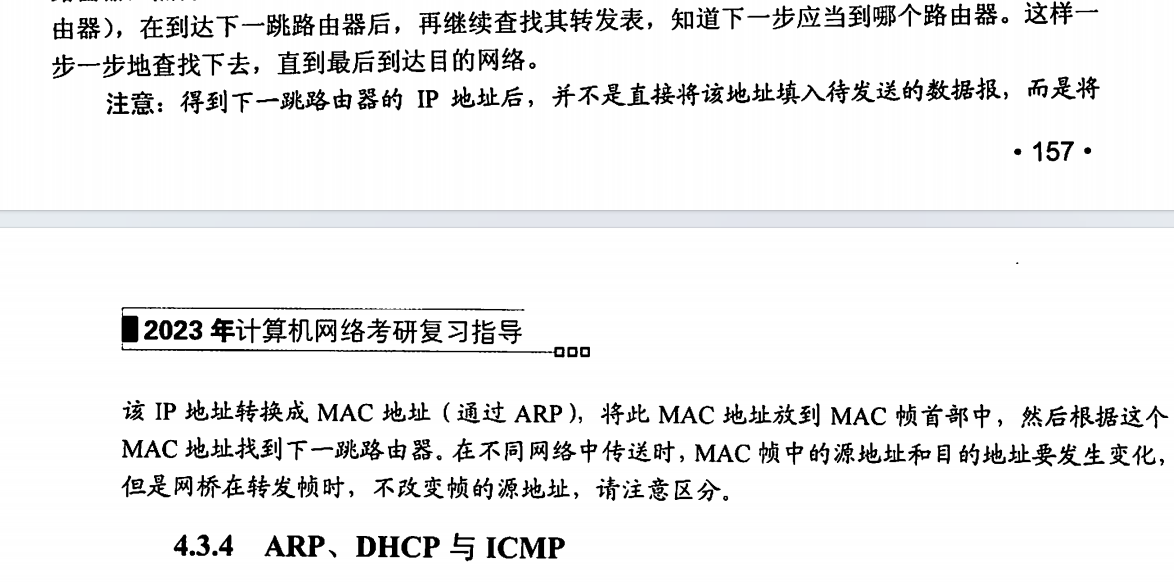 由器），在到达下一跳路由器后，再继续查找其转发表，知道下一步应当到哪个路由器。这样一
步一步地查找下去，直到最后到达目的网络。
注意：得到下一跳路由器的 IP 地址后，并不是直接将该地址填入待发送的数据报，而是将
·157·
2023 年计算机网络考研复习指导
该 IP 地址转换成 MAC 地址（通过 ARP），将此 MAC 地址放到 MAC 帧首部中，然后根据这个
MAC 地址找到下一跳路由器。在不同网络中传送时，MAC 帧中的源地址和目的地址要发生变化，
但是网桥在转发帧时，不改变帧的源地址，请注意区分。
4.3.4 ARP、DHCP 与 ICMP